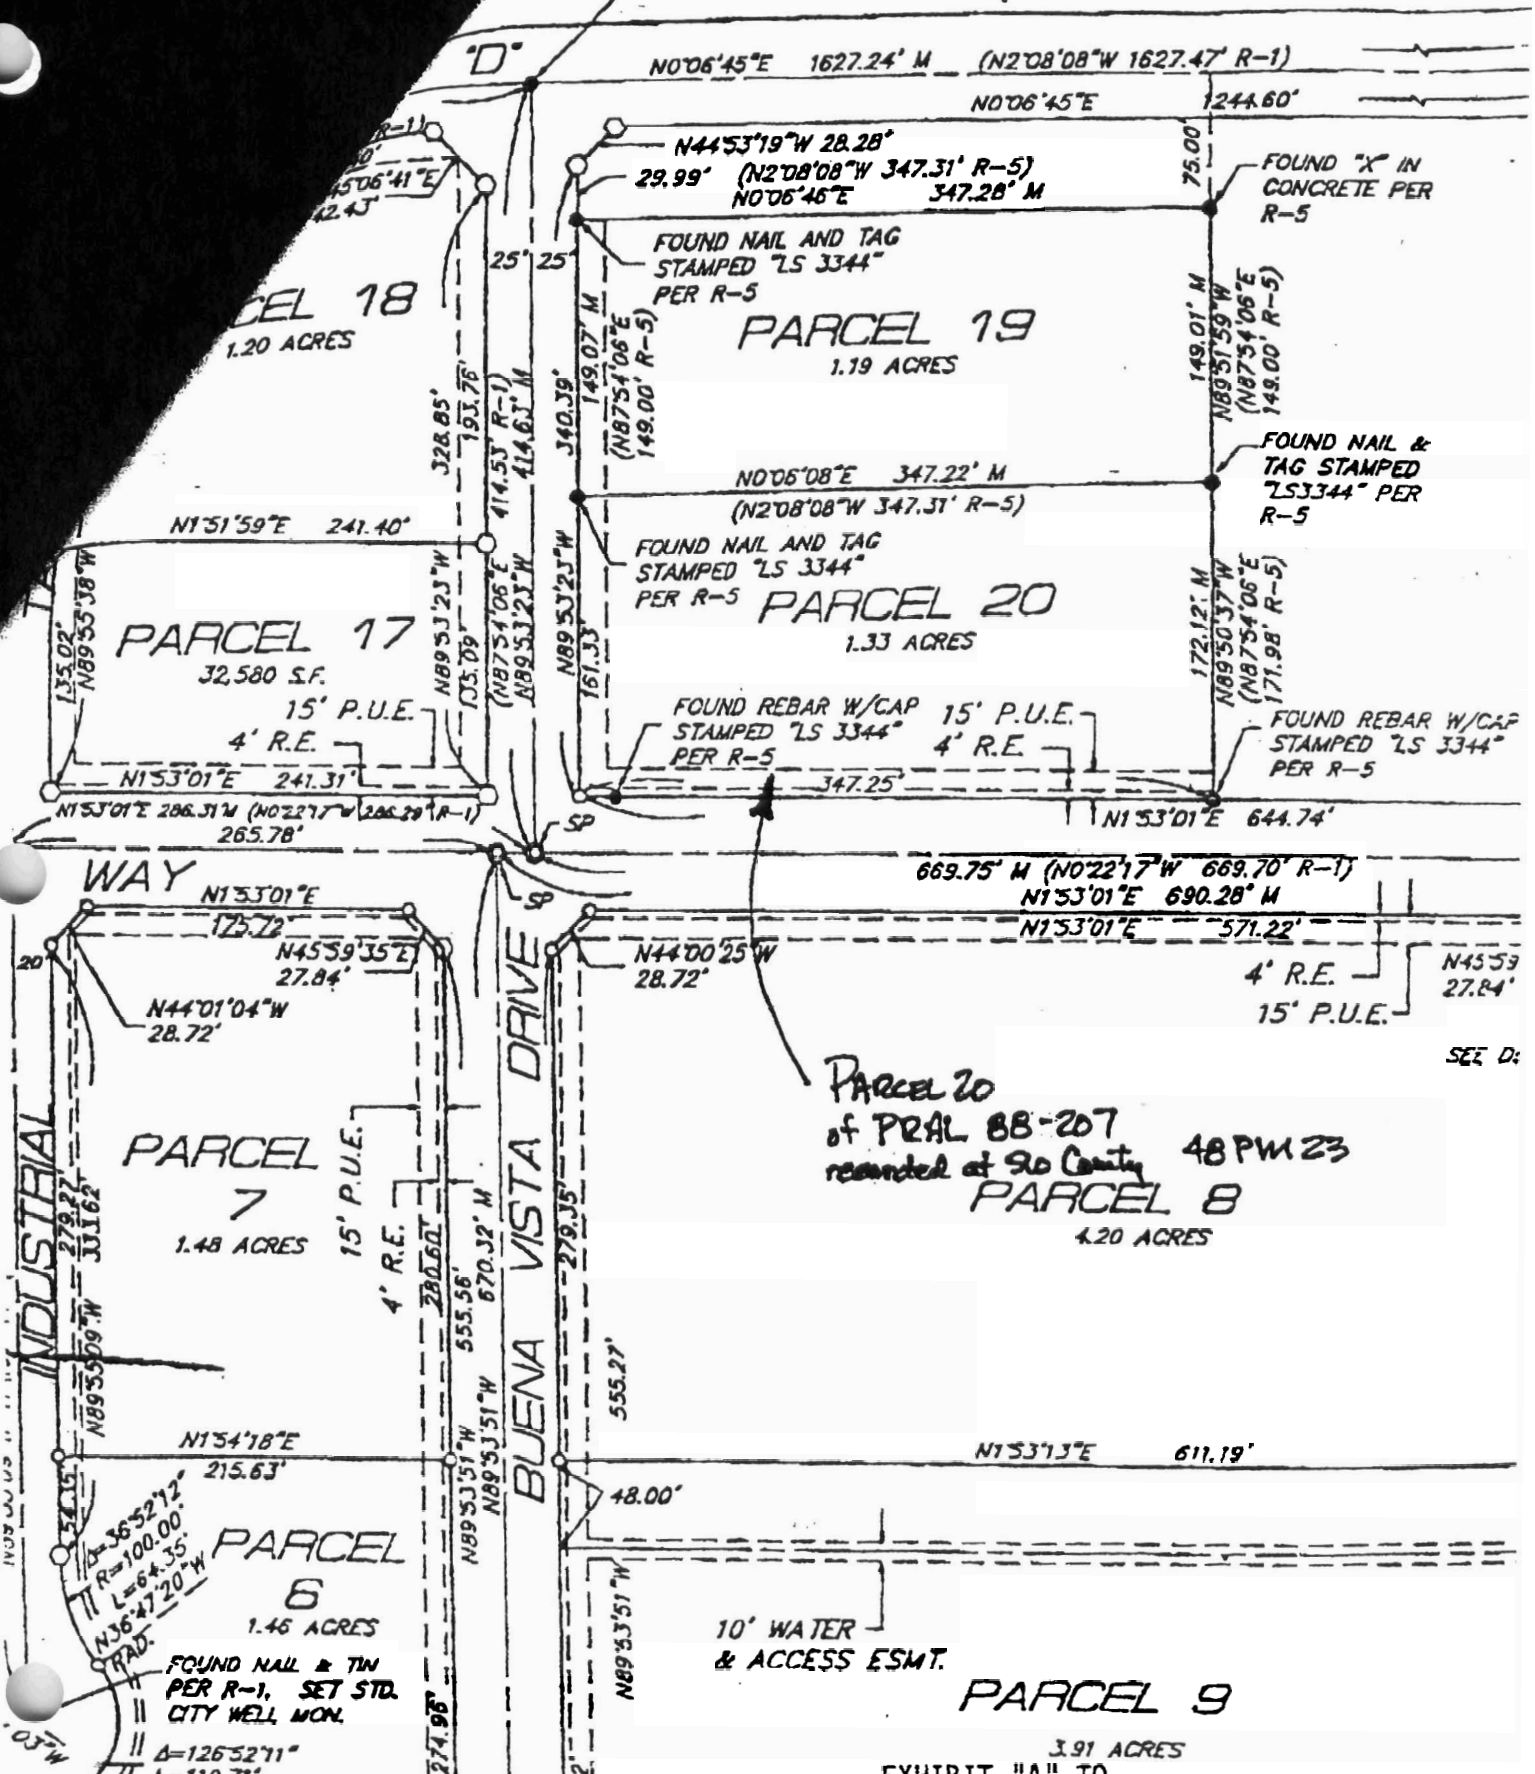 "D"
N0°06'45"E 1627.24' M (N2°08'08"W 1627.47' R-1)
N0°06'45"E 1244.60'
R-1)
45°06'41"E
42.43'
N44°53'19"W 28.28'
29.99' (N2°08'08"W 347.31' R-5)
N0°06'46"E 347.28' M
75.00'
FOUND "X" IN
CONCRETE PER
R-5
FOUND NAIL AND TAG
STAMPED "LS 3344"
PER R-5
25' 25'
CEL 18
1.20 ACRES
PARCEL 19
1.19 ACRES
328.85'
193.76'
(N87°54'06"E 414.53' R-1)
N89°53'23"W 414.63' M
340.39'
149.07' M
(N87°54'06"E
149.00' R-5)
149.01' M
N89°51'59"W
(N87°54'06"E
149.00' R-5)
FOUND NAIL &
TAG STAMPED
"LS3344" PER
R-5
N0°06'08"E 347.22' M
(N2°08'08"W 347.31' R-5)
N1°51'59"E 241.40'
FOUND NAIL AND TAG
STAMPED "LS 3344"
PER R-5
PARCEL 20
1.33 ACRES
N89°53'23"W
161.33'
172.12' M
N89°50'37"W
(N87°54'06"E
171.98' R-5)
135.02'
N89°55'38"W
PARCEL 17
32,580 S.F.
N89°53'23"W
135.09'
15' P.U.E.
4' R.E.
FOUND REBAR W/CAP
STAMPED "LS 3344"
PER R-5
15' P.U.E.
4' R.E.
FOUND REBAR W/CAP
STAMPED "LS 3344"
PER R-5
N1°53'01"E 241.31'
347.25'
N1°53'01"E 286.31' M (N0°22'17"W 286.29' R-1)
265.78'
SP
N1°53'01"E 644.74'
669.75' M (N0°22'17"W 669.70' R-1)
WAY
SP
N1°53'01"E
175.72'
N1°53'01"E 690.28' M
N1°53'01"E 571.22'
20'
N45°59'35"E
27.84'
N44°00'25"W
28.72'
4' R.E.
15' P.U.E.
N45°59
27.84'
N44°01'04"W
28.72'
SEE D
Parcel 20
of PRAL 88-207
recorded at SLO County 48 PM 23
INDUSTRIAL
BUENA VISTA DRIVE
PARCEL
7
1.48 ACRES
279.27'
333.62'
N89°55'09"W
15' P.U.E.
4' R.E.
280.60'
555.56'
N89°53'51"W
670.32' M
N89°53'51"W
279.35'
555.27'
PARCEL 8
4.20 ACRES
N1°54'18"E
215.63'
N1°53'13"E 611.19'
48.00'
54.35'
Δ=36°52'12"
R=100.00'
L=64.35'
N36°47'20"W
RAD.
PARCEL
6
1.46 ACRES
N89°53'51"W
10' WATER
& ACCESS ESMT.
FOUND NAIL & TIN
PER R-1, SET STD.
CITY WELL MON.
274.96'
Δ=126°52'11"
PARCEL 9
3.91 ACRES
EXHIBIT "A" TO